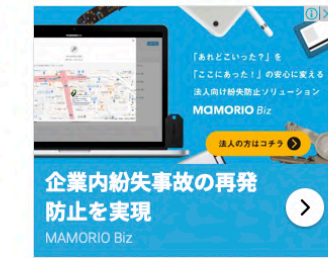 「あれどこいった？」を
「ここにあった！」の安心に変える
法人向け紛失防止ソリューション
MAMORIO Biz
法人の方はコチラ
企業内紛失事故の再発
防止を実現
MAMORIO Biz